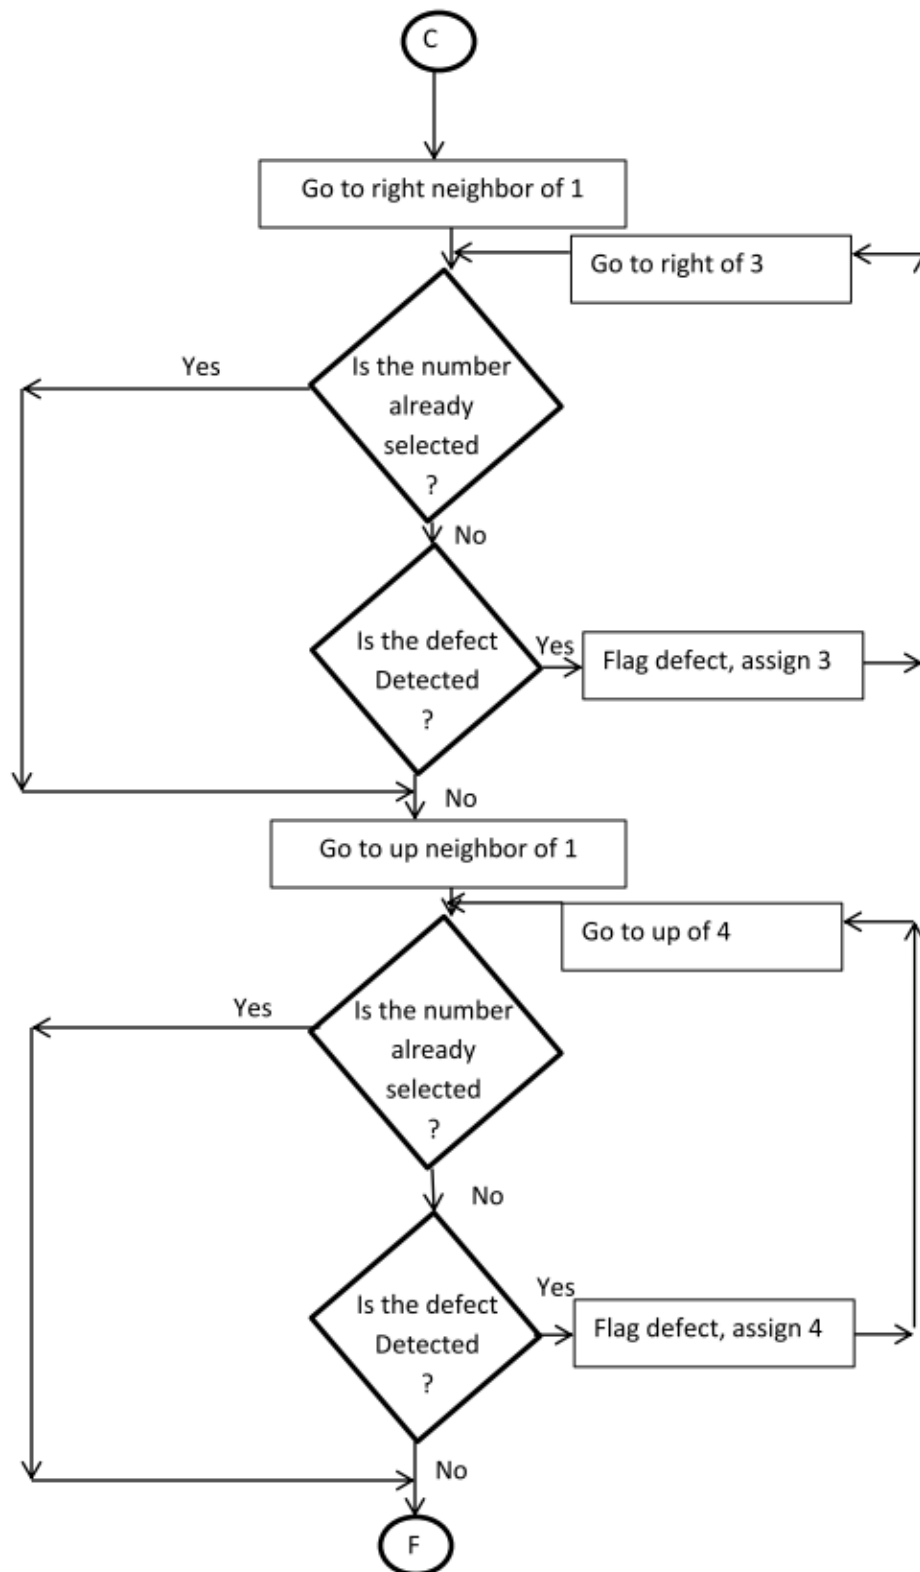 C
Go to right neighbor of 1
Go to right of 3
Yes
Is the number
already
selected
?
No
Is the defect
Detected
?
Yes
Flag defect, assign 3
No
Go to up neighbor of 1
Go to up of 4
Yes
Is the number
already
selected
?
No
Is the defect
Detected
?
Yes
Flag defect, assign 4
No
F